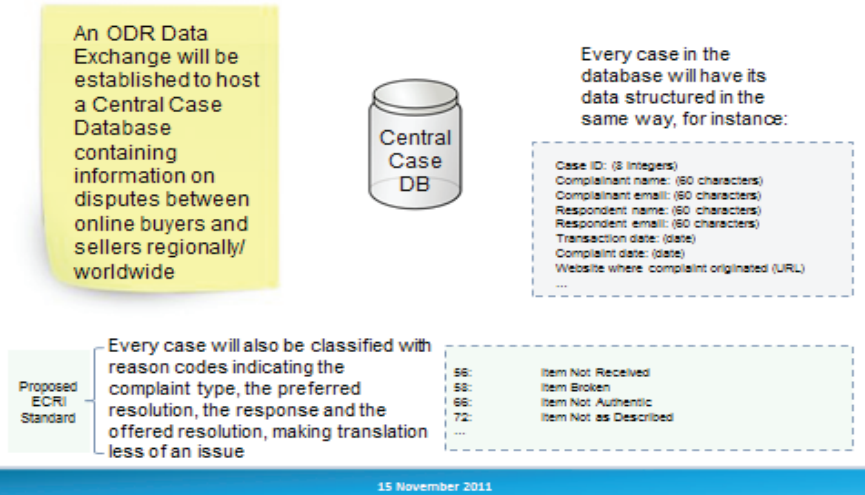 An ODR Data
Exchange will be
established to host
a Central Case
Database
containing
information on
disputes between
online buyers and
sellers regionally/
worldwide
Central
Case
DB
Every case in the
database will have its
data structured in the
same way, for instance:
Case ID: (8 integers)
Complainant name: (60 characters)
Complainant email: (60 characters)
Respondent name: (60 characters)
Respondent email: (60 characters)
Transaction date: (date)
Complaint date: (date)
Website where complaint originated (URL)
...
Proposed
ECRI
Standard
Every case will also be classified with
reason codes indicating the
complaint type, the preferred
resolution, the response and the
offered resolution, making translation
less of an issue
56: Item Not Received
58: Item Broken
66: Item Not Authentic
72: Item Not as Described
...
15 November 2011